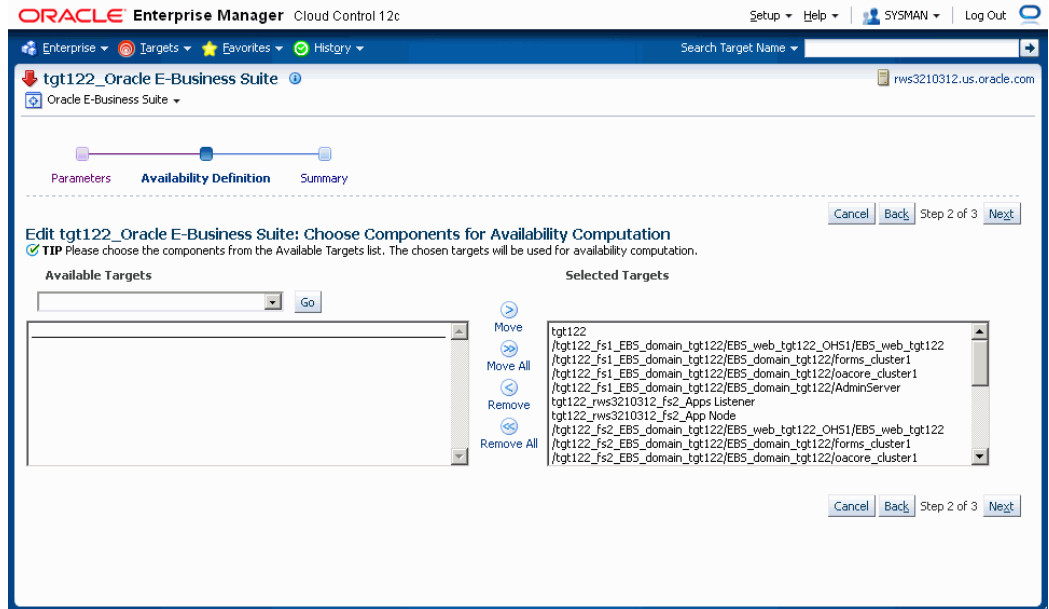 ORACLE Enterprise Manager Cloud Control 12c
Setup Help SYSMAN Log Out
Enterprise Targets Favorites History Search Target Name
tgt122_Oracle E-Business Suite rws3210312.us.oracle.com
Oracle E-Business Suite
Parameters Availability Definition Summary
Cancel Back Step 2 of 3 Next
Edit tgt122_Oracle E-Business Suite: Choose Components for Availability Computation
TIP Please choose the components from the Available Targets list. The chosen targets will be used for availability computation.
Available Targets Selected Targets
Go
Move
Move All
Remove
Remove All
tgt122
/tgt122_fs1_EBS_domain_tgt122/EBS_web_tgt122_OHS1/EBS_web_tgt122
/tgt122_fs1_EBS_domain_tgt122/EBS_domain_tgt122/forms_cluster1
/tgt122_fs1_EBS_domain_tgt122/EBS_domain_tgt122/oacore_cluster1
/tgt122_fs1_EBS_domain_tgt122/EBS_domain_tgt122/AdminServer
tgt122_rws3210312_fs2_Apps Listener
tgt122_rws3210312_fs2_App Node
/tgt122_fs2_EBS_domain_tgt122/EBS_web_tgt122_OHS1/EBS_web_tgt122
/tgt122_fs2_EBS_domain_tgt122/EBS_domain_tgt122/forms_cluster1
/tgt122_fs2_EBS_domain_tgt122/EBS_domain_tgt122/oacore_cluster1
Cancel Back Step 2 of 3 Next